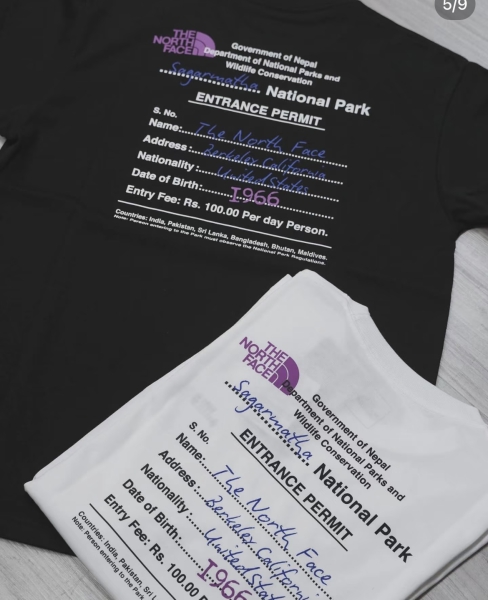 5/9
THE
NORTH
FACE
Government of Nepal
Department of National Parks and
Wildlife Conservation
Sagarmatha National Park
ENTRANCE PERMIT
S. No.
Name: The North Face
Address: Berkeley California
Nationality: United States
Date of Birth: 1966
Entry Fee: Rs. 100.00 Per day Person.
Countries: India, Pakistan, Sri Lanka, Bangladesh, Bhutan, Maldives.
Note: Person entering to the Park must observe the National Park Regulations.
THE
NORTH
FACE
Government of Nepal
Department of National Parks and
Wildlife Conservation
Sagarmatha National Park
ENTRANCE PERMIT
S. No.
Name: The North Face
Address: Berkeley Californi
Nationality: United Stat
Date of Birth: 1966
Entry Fee: Rs. 100.00 P
Countries: India, Pakistan, Sri L
Note: Person entering to the Par